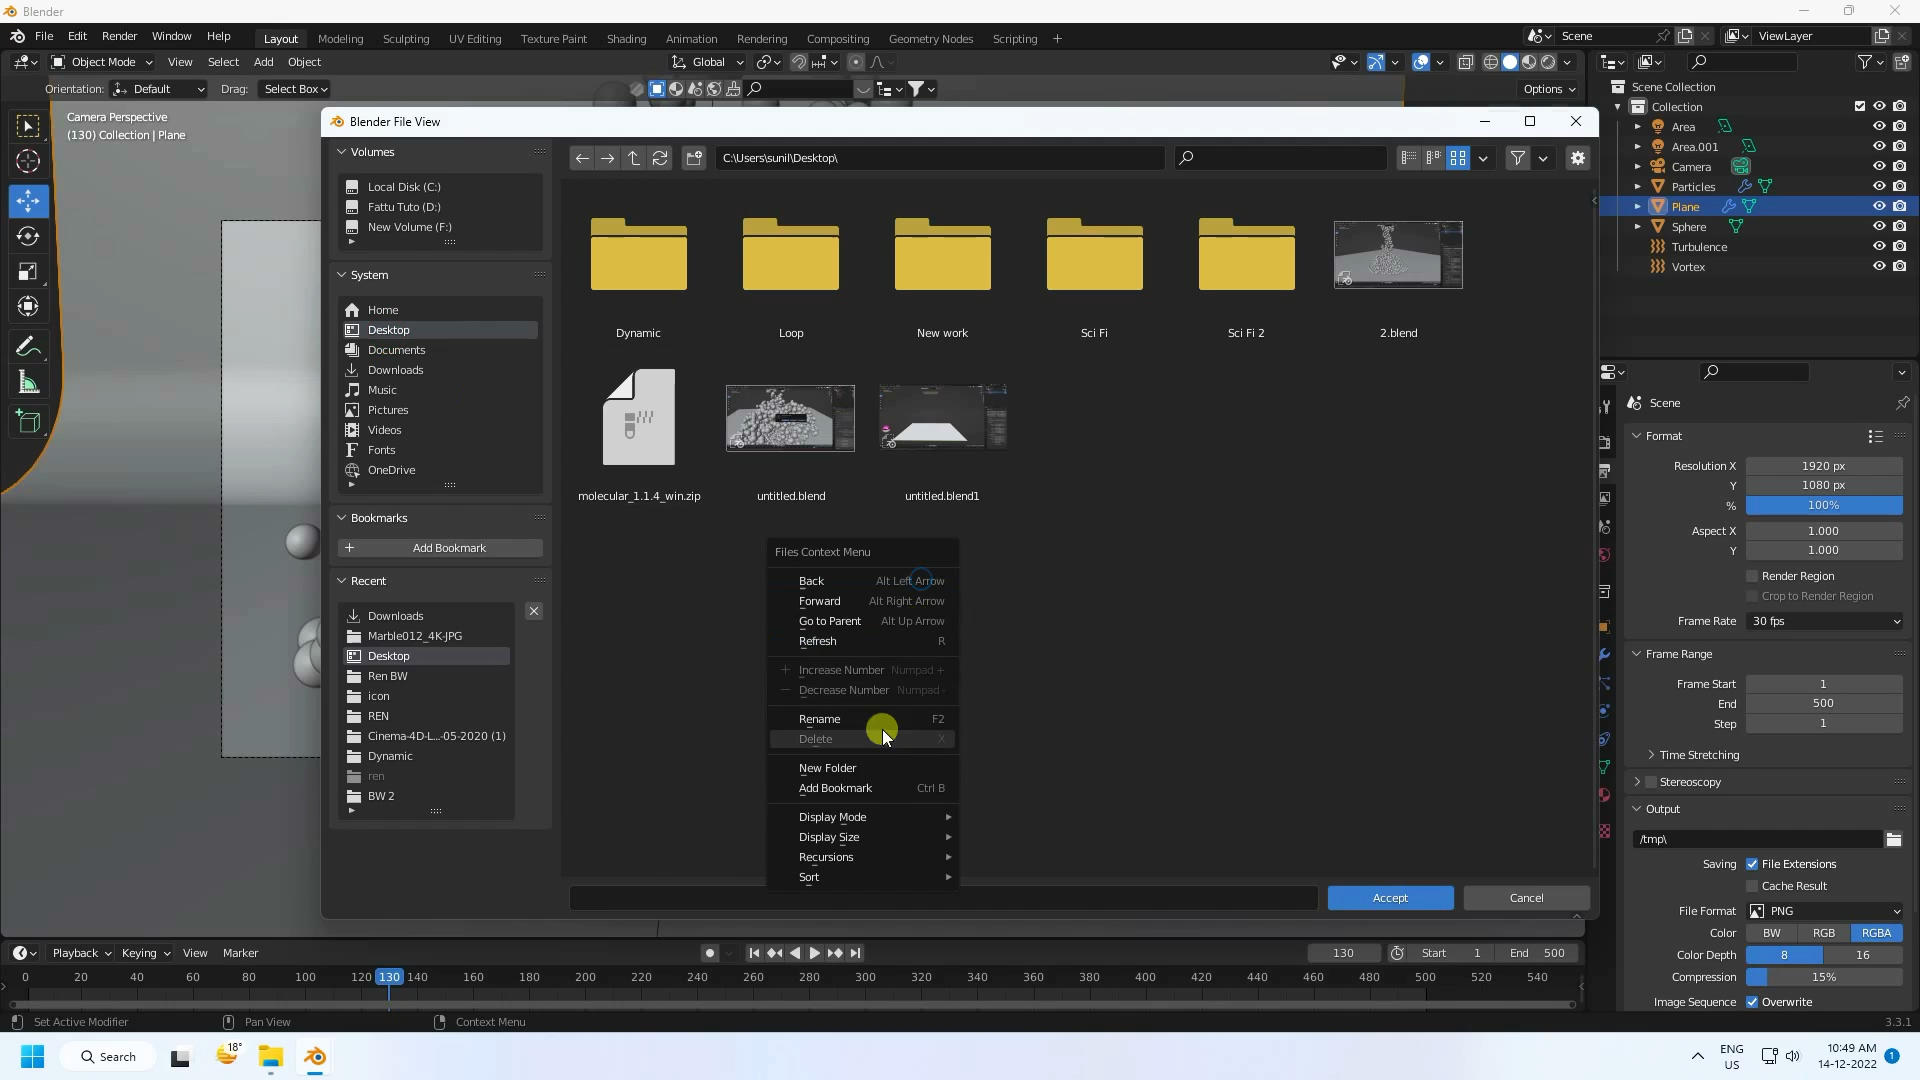 Blender
File Edit Render Window Help Layout Modeling Sculpting UV Editing Texture Paint Shading Animation Rendering Compositing Geometry Nodes Scripting + Scene ViewLayer
Object Mode View Select Add Object Global
Orientation: Default Drag: Select Box Options
Camera Perspective
(130) Collection | Plane
Blender File View
Volumes
Local Disk (C:)
Fattu Tuto (D:)
New Volume (F:)
System
Home
Desktop
Documents
Downloads
Music
Pictures
Videos
Fonts
OneDrive
Bookmarks
+ Add Bookmark
Recent
Downloads
Marble012_4K-JPG
Desktop
Ren BW
icon
REN
Cinema-4D-L...-05-2020 (1)
Dynamic
ren
BW 2
C:\Users\sunil\Desktop\
Dynamic Loop New work Sci Fi Sci Fi 2 2.blend
molecular_1.1.4_win.zip untitled.blend untitled.blend1
Files Context Menu
Back Alt Left Arrow
Forward Alt Right Arrow
Go to Parent Alt Up Arrow
Refresh R
+ Increase Number Numpad +
− Decrease Number Numpad -
Rename F2
Delete X
New Folder
Add Bookmark Ctrl B
Display Mode
Display Size
Recursions
Sort
Accept Cancel
Scene Collection
Collection
Area
Area.001
Camera
Particles
Plane
Sphere
Turbulence
Vortex
Scene
Format
Resolution X 1920 px
Y 1080 px
% 100%
Aspect X 1.000
Y 1.000
Render Region
Crop to Render Region
Frame Rate 30 fps
Frame Range
Frame Start 1
End 500
Step 1
Time Stretching
Stereoscopy
Output
/tmp\
Saving File Extensions
Cache Result
File Format PNG
Color BW RGB RGBA
Color Depth 8 16
Compression 15%
Image Sequence Overwrite
Playback Keying View Marker 130 Start 1 End 500
0 20 40 60 80 100 120 130 140 160 180 200 220 240 260 280 300 320 340 360 380 400 420 440 460 480 500 520 540
Set Active Modifier Pan View Context Menu 3.3.1
Search 18° ENG US 10:49 AM 14-12-2022 1